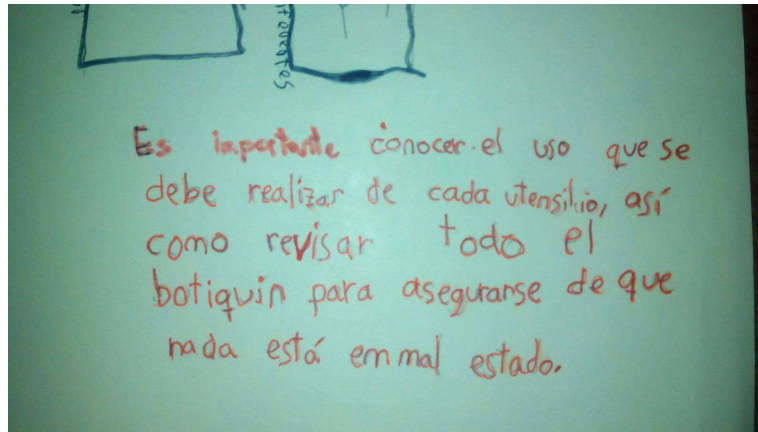 Es importante conocer el uso que se
debe realizar de cada utensilio, así
como revisar todo el
botiquin para asegurarse de que
nada está em mal estado.